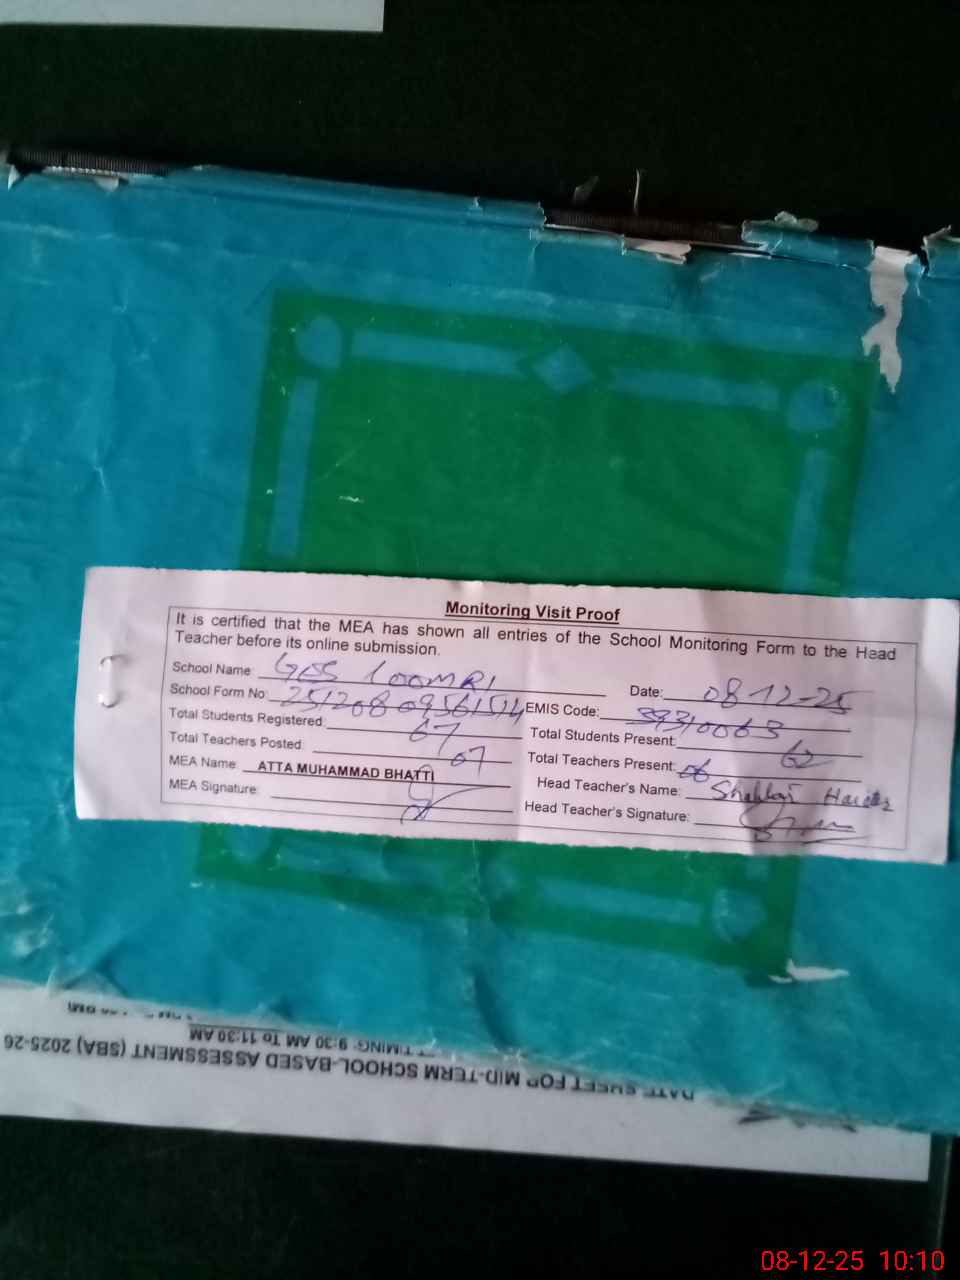 Monitoring Visit Proof
It is certified that the MEA has shown all entries of the School Monitoring Form to the Head
Teacher before its online submission.
School Name: GES LOOMRI Date: 08-12-25
School Form No: EMIS Code: 39310063
Total Students Registered: 67 Total Students Present: 62
Total Teachers Posted: 07 Total Teachers Present: 06
MEA Name: ATTA MUHAMMAD BHATTI Head Teacher's Name: Haider
MEA Signature: Head Teacher's Signature:
DATE SHEET FOR MID-TERM SCHOOL-BASED ASSESSMENT (SBA) 2025-26
TIMING: 9:30 AM To 11:30 AM
08-12-25 10:10